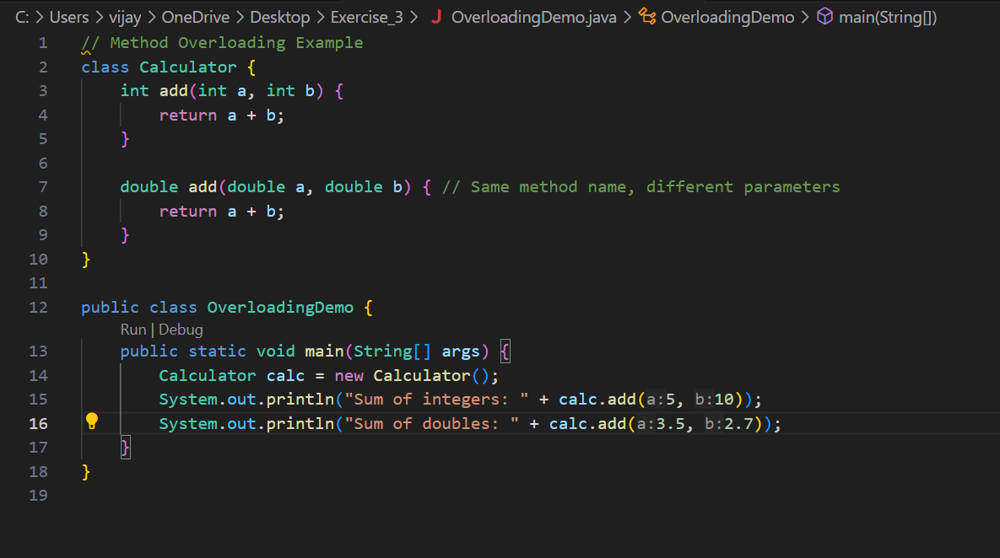 C: > Users > vijay > OneDrive > Desktop > Exercise_3 > J OverloadingDemo.java > OverloadingDemo > main(String[])
1 // Method Overloading Example
2 class Calculator {
3     int add(int a, int b) {
4         return a + b;
5     }
6
7     double add(double a, double b) { // Same method name, different parameters
8         return a + b;
9     }
10 }
11
12 public class OverloadingDemo {
Run | Debug
13     public static void main(String[] args) {
14         Calculator calc = new Calculator();
15         System.out.println("Sum of integers: " + calc.add(a:5, b:10));
16         System.out.println("Sum of doubles: " + calc.add(a:3.5, b:2.7));
17     }
18 }
19